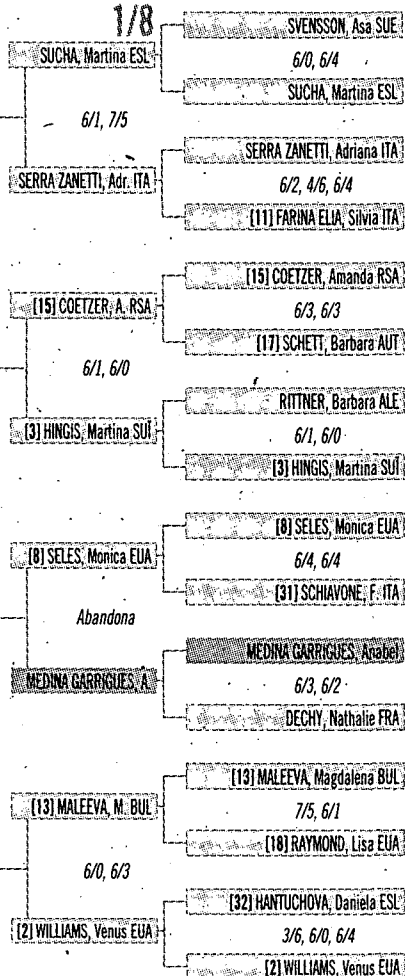 1/8
SVENSSON, Asa SUE
SUCHA, Martina ESL
6/0, 6/4
SUCHA, Martina ESL
6/1, 7/5
SERRA ZANETTI, Adriana ITA
SERRA ZANETTI, Adr. ITA
6/2, 4/6, 6/4
[11] FARINA ELIA, Silvia ITA
[15] COETZER, Amanda RSA
[15] COETZER, A. RSA
6/3, 6/3
[17] SCHETT, Barbara AUT
6/1, 6/0
RITTNER, Barbara ALE
[3] HINGIS, Martina SUI
6/1, 6/0
[3] HINGIS, Martina SUI
[8] SELES, Monica EUA
[8] SELES, Monica EUA
6/4, 6/4
[31] SCHIAVONE, F. ITA
Abandona
MEDINA GARRIGUES, Anabel
MEDINA GARRIGUES, A.
6/3, 6/2
DECHY, Nathalie FRA
[13] MALEEVA, Magdalena BUL
[13] MALEEVA, M. BUL
7/5, 6/1
[18] RAYMOND, Lisa EUA
6/0, 6/3
[32] HANTUCHOVA, Daniela ESL
[2] WILLIAMS, Venus EUA
3/6, 6/0, 6/4
[2] WILLIAMS, Venus EUA